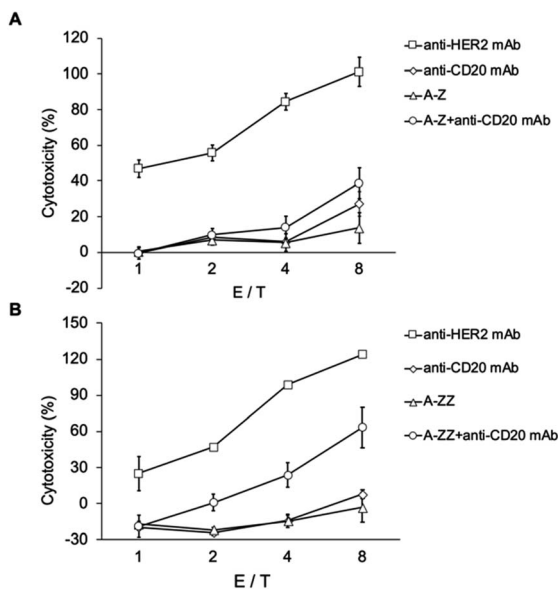 A
120
100
80
60
40
20
0
-20
Cytotoxicity (%)
1 2 4 8
E / T
anti-HER2 mAb
anti-CD20 mAb
A-Z
A-Z+anti-CD20 mAb
B
150
120
90
60
30
0
-30
Cytotoxicity (%)
1 2 4 8
E / T
anti-HER2 mAb
anti-CD20 mAb
A-ZZ
A-ZZ+anti-CD20 mAb